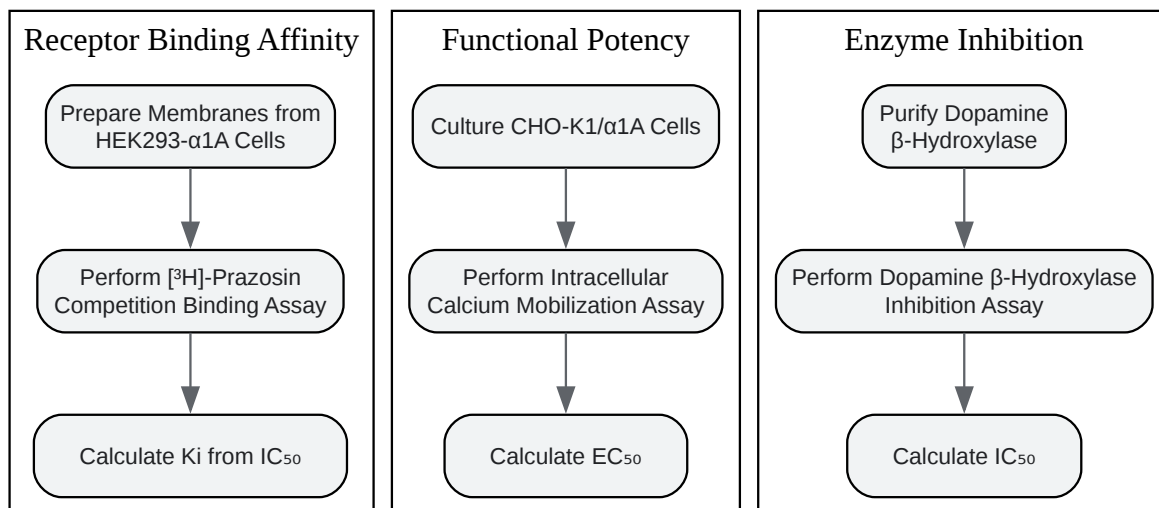 Receptor Binding Affinity
Prepare Membranes from
HEK293-α1A Cells
Perform [³H]-Prazosin
Competition Binding Assay
Calculate Ki from IC₅₀
Functional Potency
Culture CHO-K1/α1A Cells
Perform Intracellular
Calcium Mobilization Assay
Calculate EC₅₀
Enzyme Inhibition
Purify Dopamine
β-Hydroxylase
Perform Dopamine β-Hydroxylase
Inhibition Assay
Calculate IC₅₀